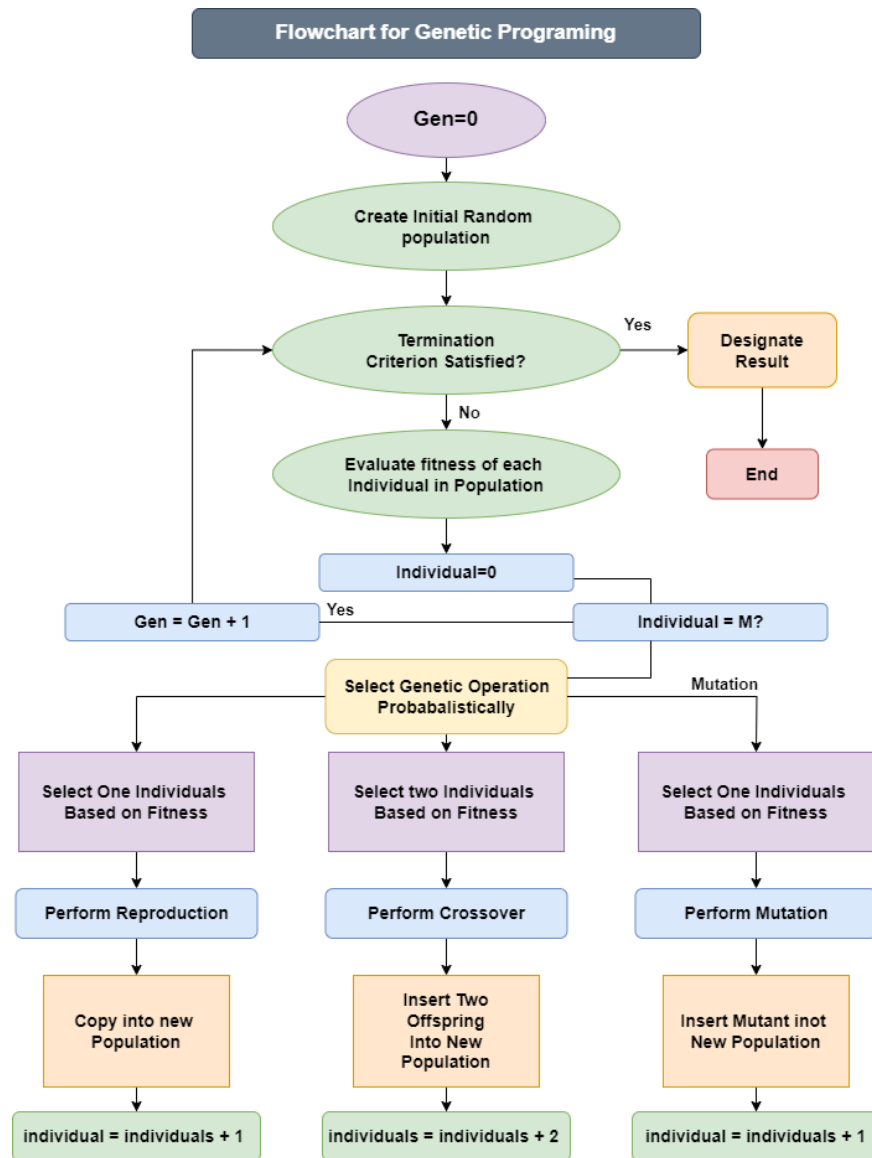 Flowchart for Genetic Programing
Gen=0
Create Initial Random
population
Termination
Criterion Satisfied?
Yes
Designate
Result
No
End
Evaluate fitness of each
Individual in Population
Individual=0
Gen = Gen + 1
Yes
Individual = M?
Select Genetic Operation
Probabalistically
Mutation
Select One Individuals
Based on Fitness
Select two Individuals
Based on Fitness
Select One Individuals
Based on Fitness
Perform Reproduction
Perform Crossover
Perform Mutation
Copy into new
Population
Insert Two
Offspring
Into New
Population
Insert Mutant inot
New Population
individual = individuals + 1
individuals = individuals + 2
individual = individuals + 1